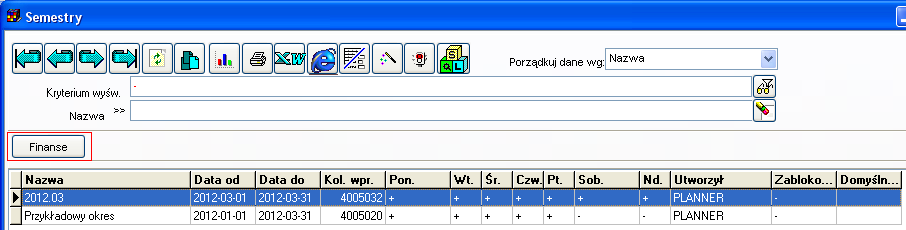 Semestry
XW
SQL
Porządkuj dane wg: Nazwa
Kryterium wyśw.
Nazwa >>
Finanse
Nazwa Data od Data do Kol. wpr. Pon. Wt. Śr. Czw. Pt. Sob. Nd. Utworzył Zabloko... Domyśln...
2012.03 2012-03-01 2012-03-31 4005032 + + + + + + + PLANNER -
Przykładowy okres 2012-01-01 2012-03-31 4005020 + + + + + - - PLANNER -